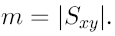 m = |S_{xy}|.